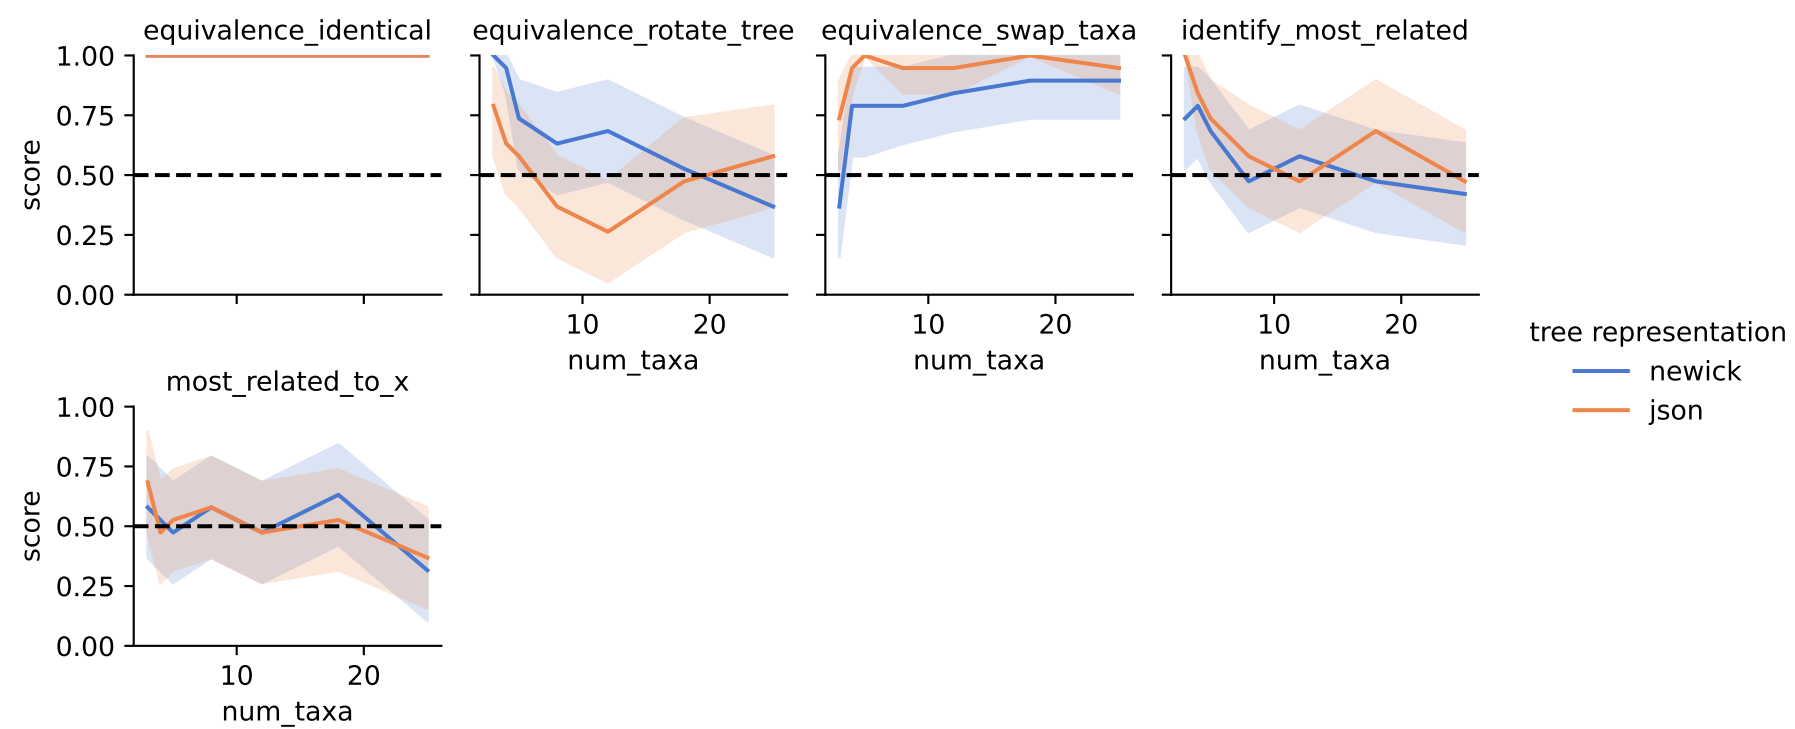 equivalence_identical
equivalence_rotate_tree
equivalence_swap_taxa
identify_most_related
1.00
0.75
0.50
0.25
0.00
score
10
20
num_taxa
10
20
num_taxa
10
20
num_taxa
tree representation
newick
json
most_related_to_x
1.00
0.75
0.50
0.25
0.00
score
10
20
num_taxa